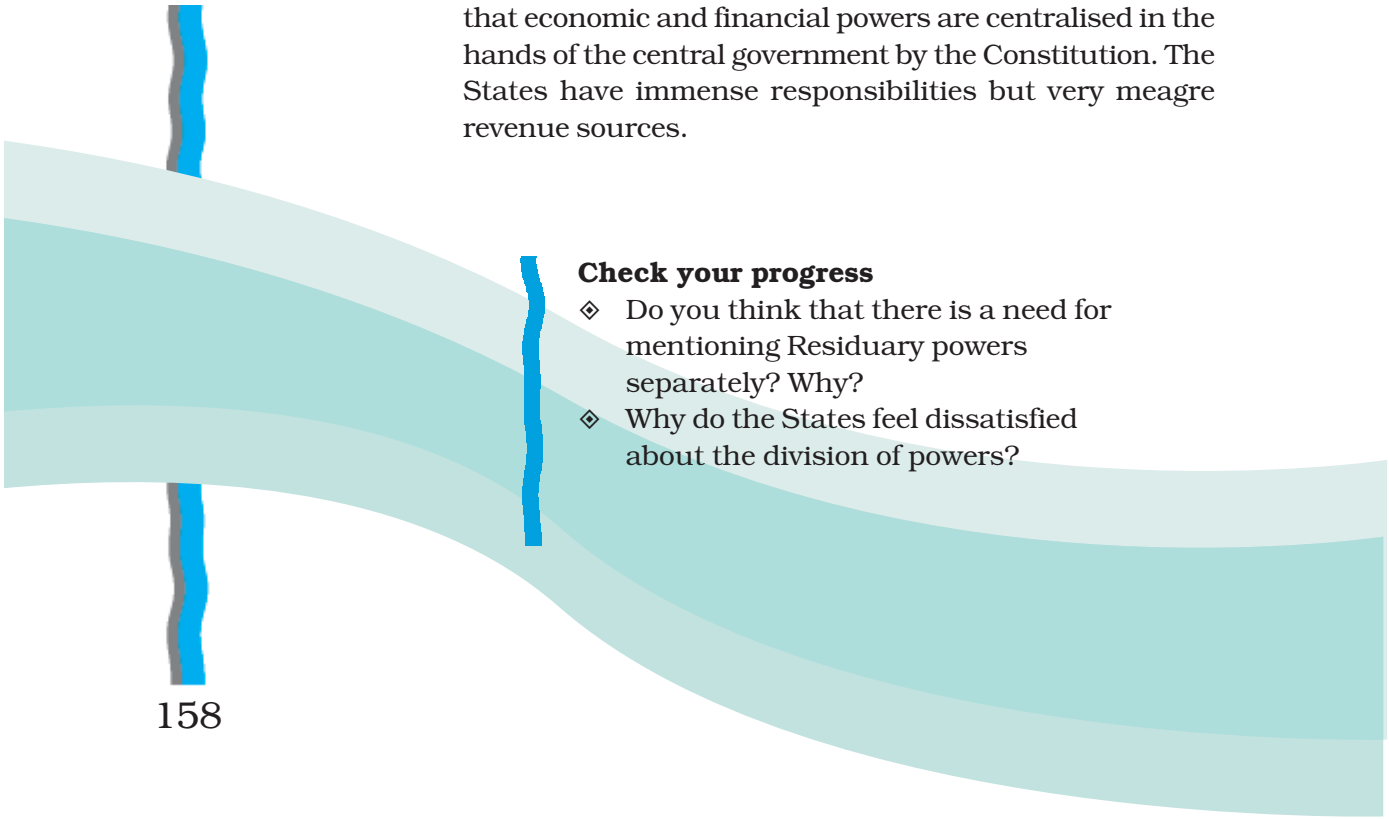 that economic and financial powers are centralised in the
hands of the central government by the Constitution. The
States have immense responsibilities but very meagre
revenue sources.
Check your progress
◈ Do you think that there is a need for
mentioning Residuary powers
separately? Why?
◈ Why do the States feel dissatisfied
about the division of powers?
158